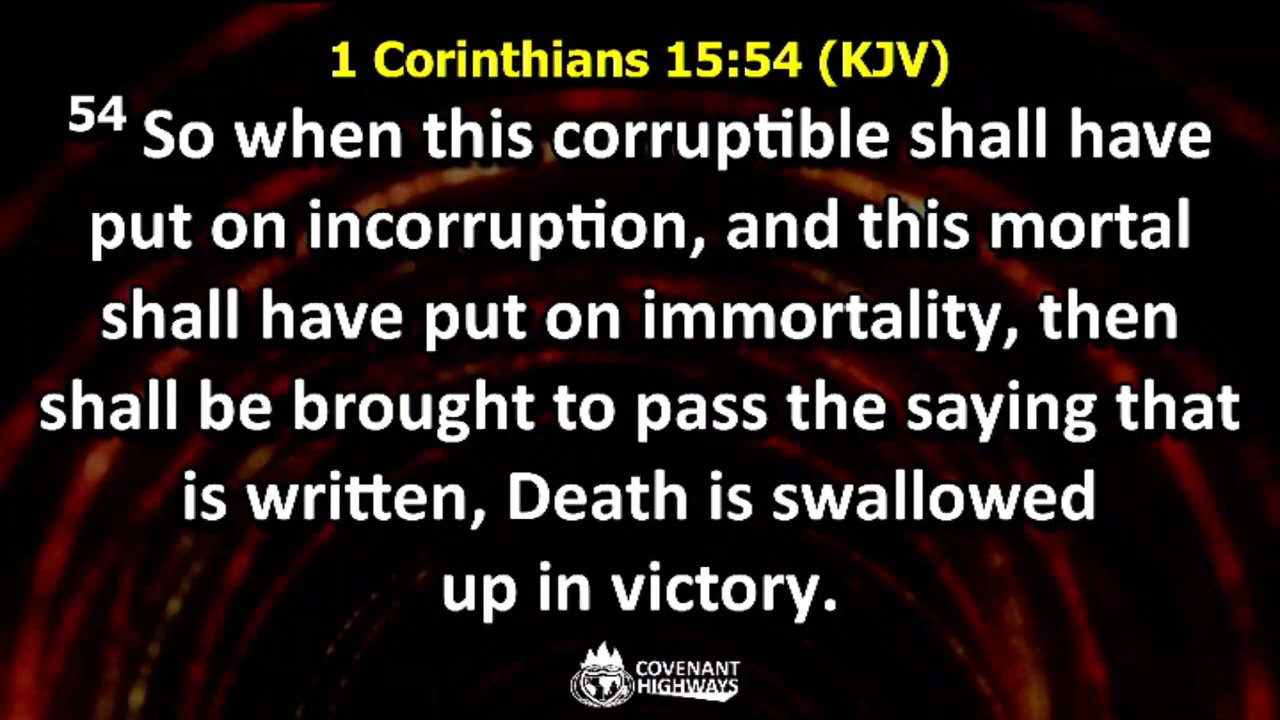 1 Corinthians 15:54 (KJV)
54 So when this corruptible shall have
put on incorruption, and this mortal
shall have put on immortality, then
shall be brought to pass the saying that
is written, Death is swallowed
up in victory.
COVENANT
HIGHWAYS